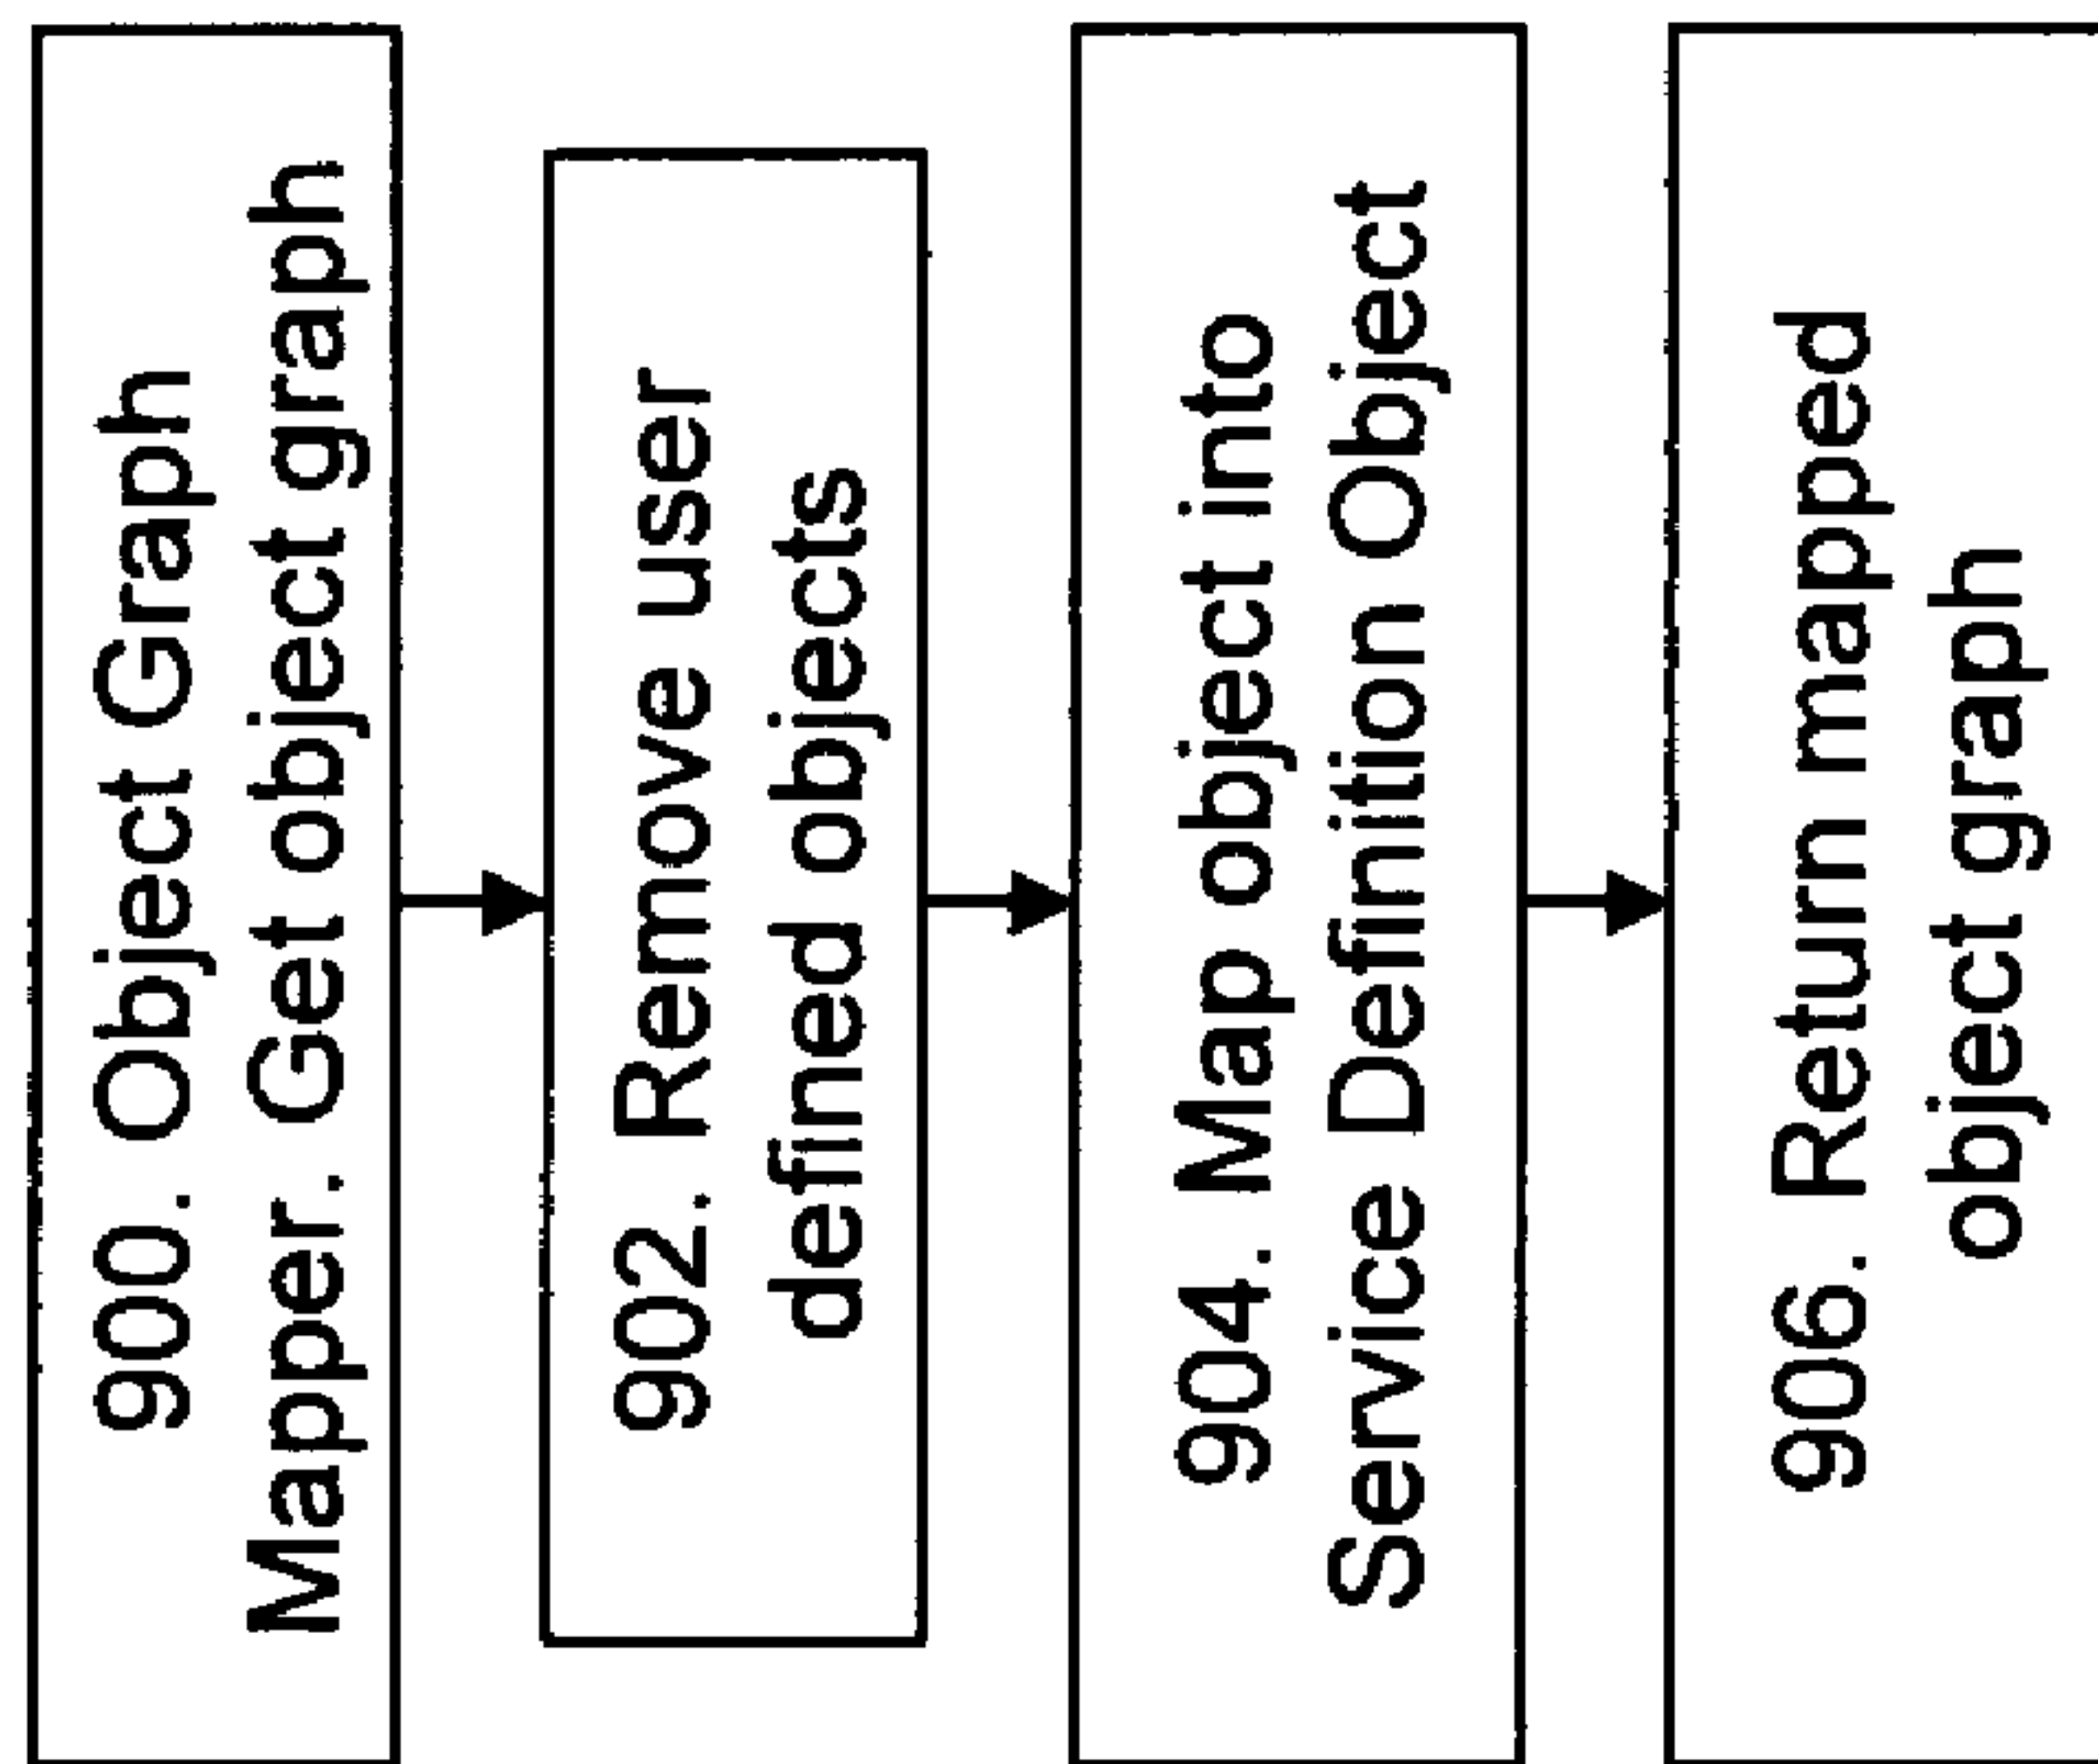 900. Object Graph
Mapper. Get object graph
902. Remove user
defined objects
904. Map object into
Service Definition Object
906. Return mapped
object graph